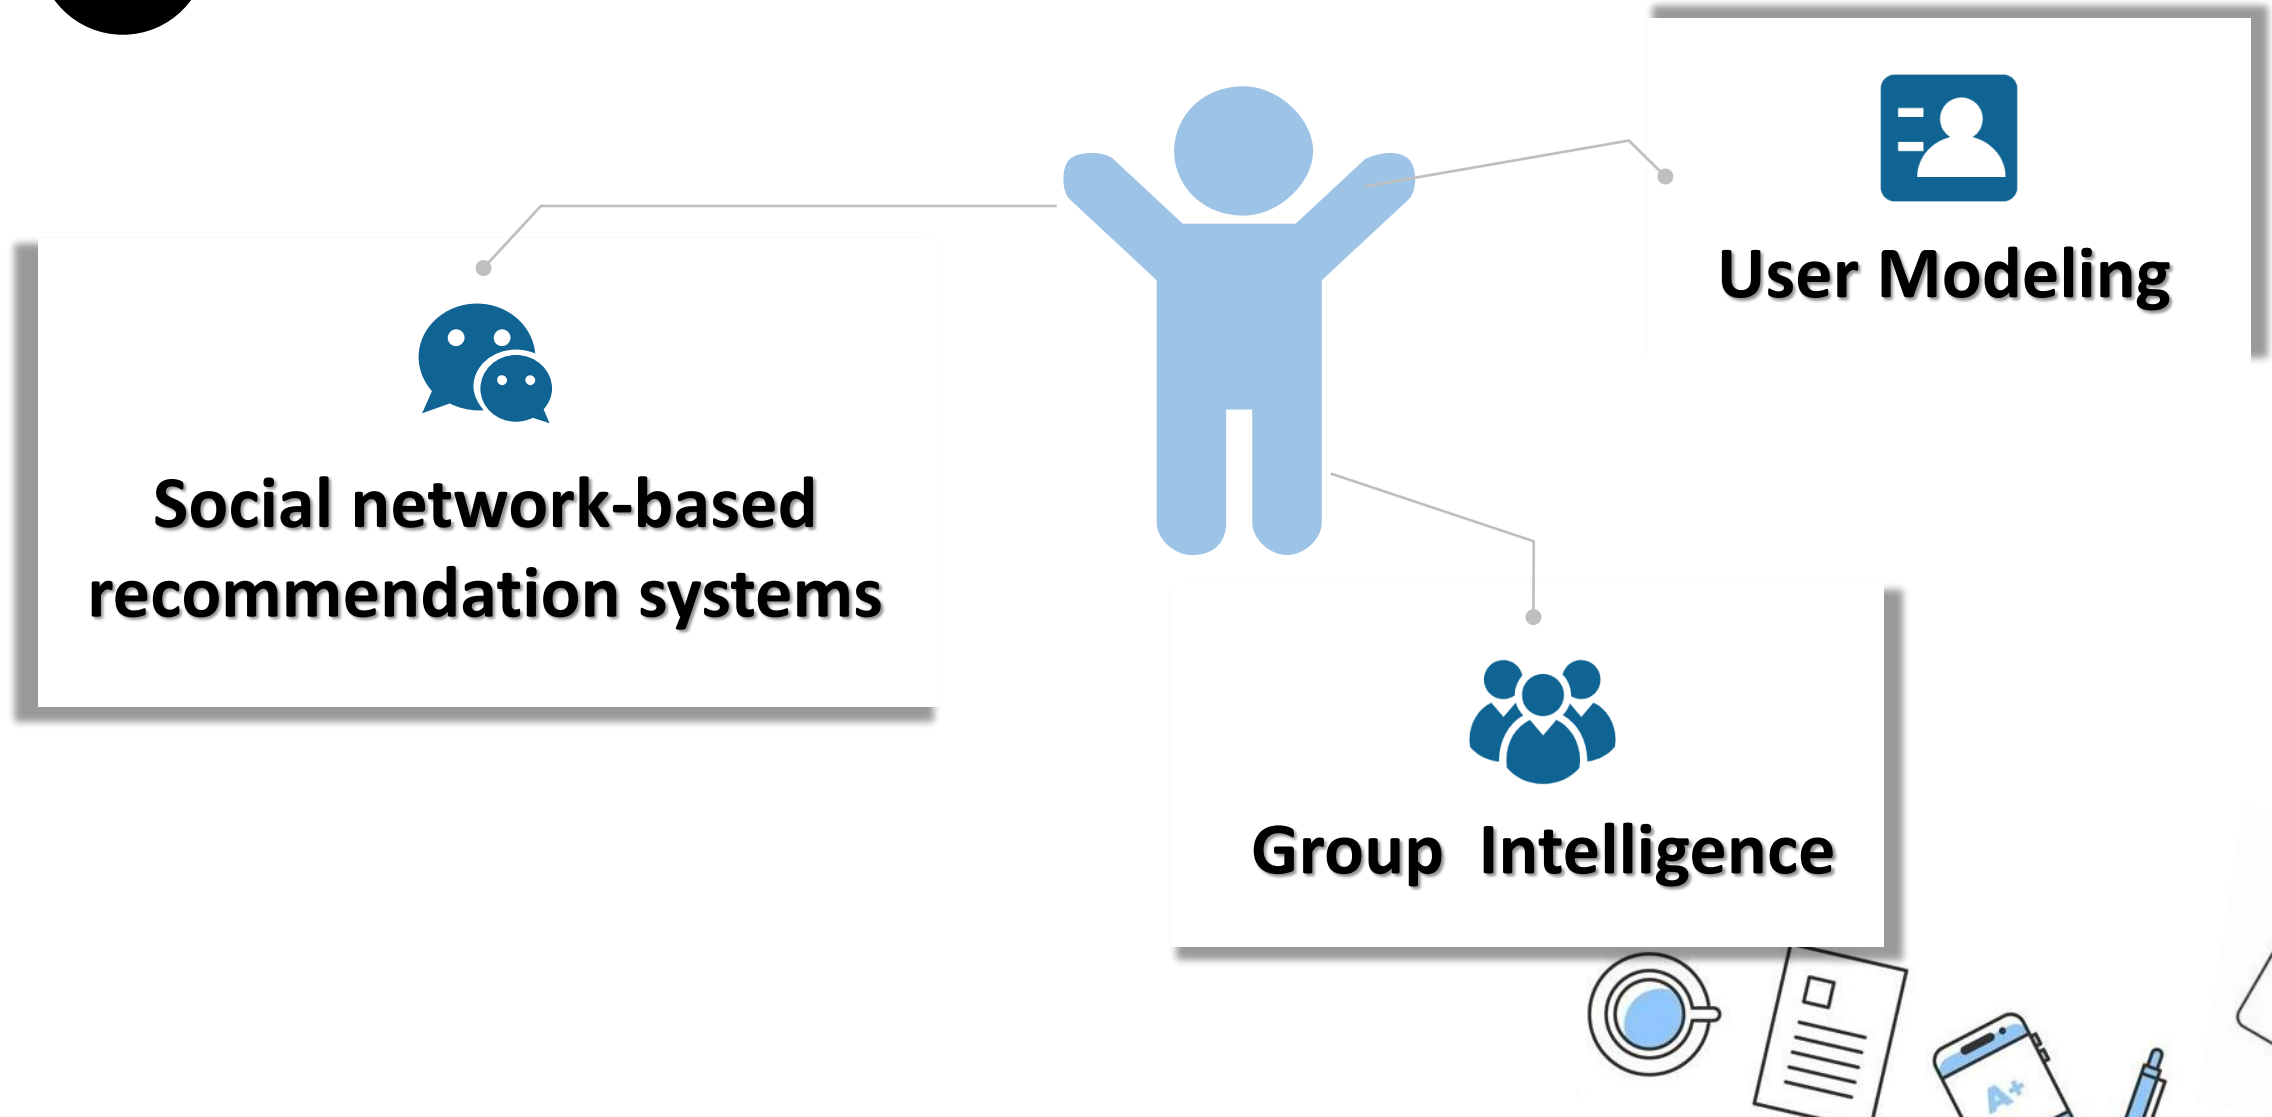 User Modeling
Social network-based
recommendation systems
Group  Intelligence
A+